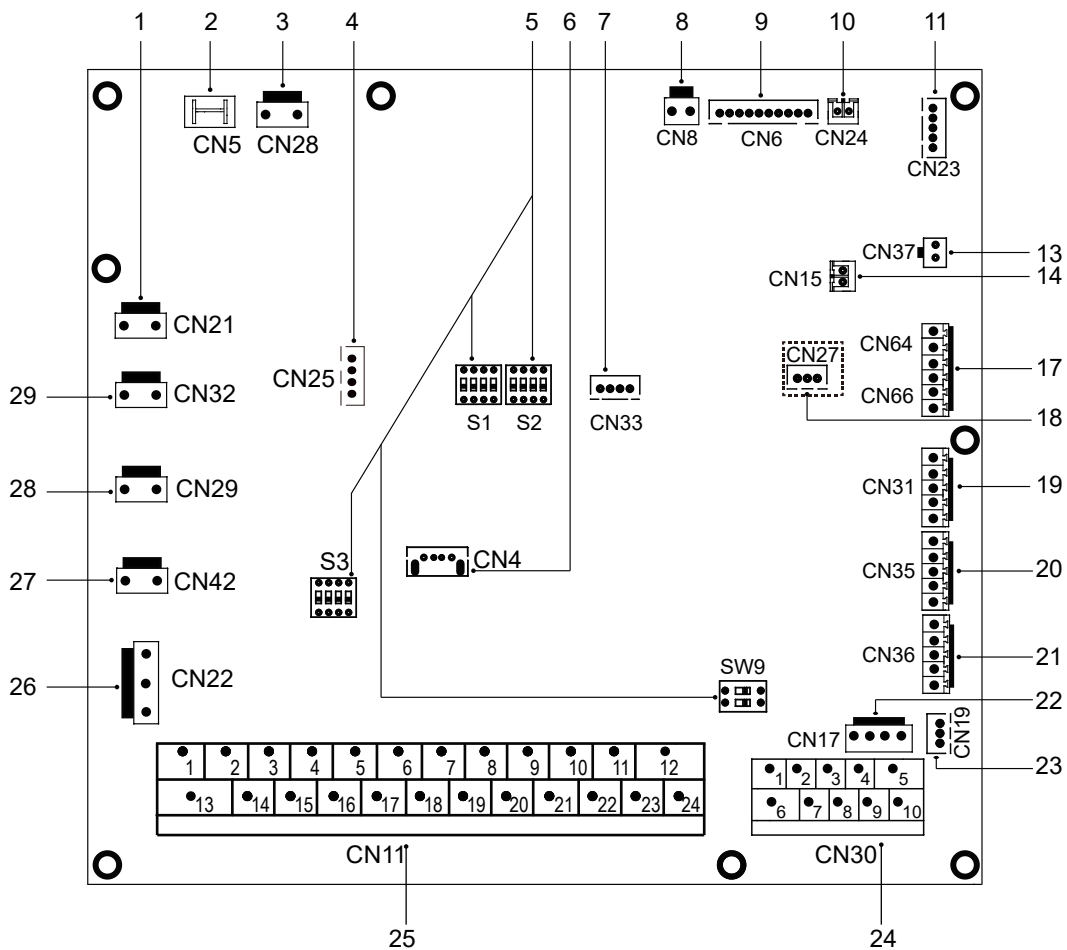 1 2 3 4 5 6 7 8 9 10 11
CN5 CN28 CN8 CN6 CN24 CN23
CN37 13
CN15 14
CN21 CN25 CN27 CN64 17
29 CN32 S1 S2 CN33 CN66
18
28 CN29 CN31 19
27 CN42 S3 CN4 CN35 20
26 CN22 SW9 CN36 21
22
CN17 CN19
23
1 2 3 4 5 6 7 8 9 10 11 12
13 14 15 16 17 18 19 20 21 22 23 24
CN11
1 2 3 4 5
6 7 8 9 10
CN30
25 24